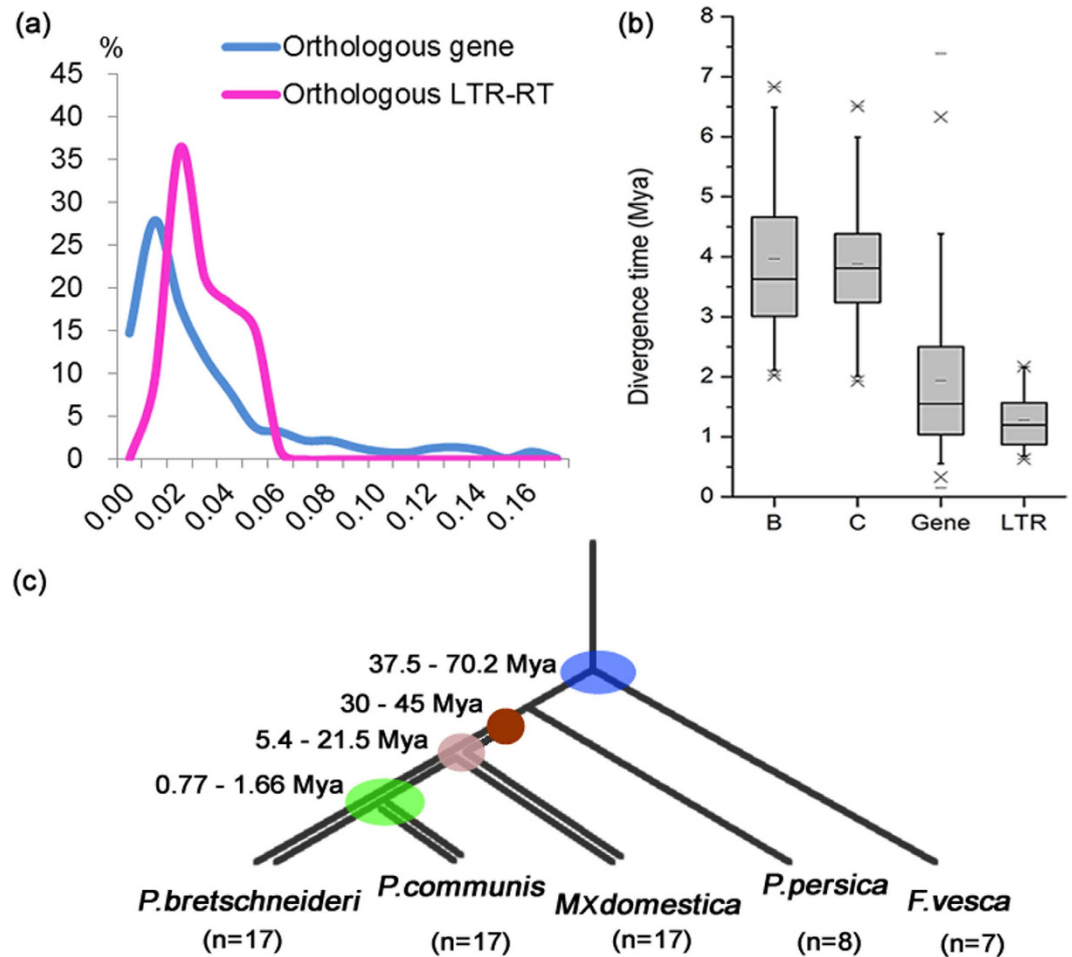 (a)
%
Orthologous gene
Orthologous LTR-RT
45
40
35
30
25
20
15
10
5
0
0.00 0.02 0.04 0.06 0.08 0.10 0.12 0.14 0.16
(b)
Divergence time (Mya)
8
7
6
5
4
3
2
1
0
B C Gene LTR
(c)
37.5 - 70.2 Mya
30 - 45 Mya
5.4 - 21.5 Mya
0.77 - 1.66 Mya
P.bretschneideri P.communis MXdomestica P.persica F.vesca
(n=17) (n=17) (n=17) (n=8) (n=7)